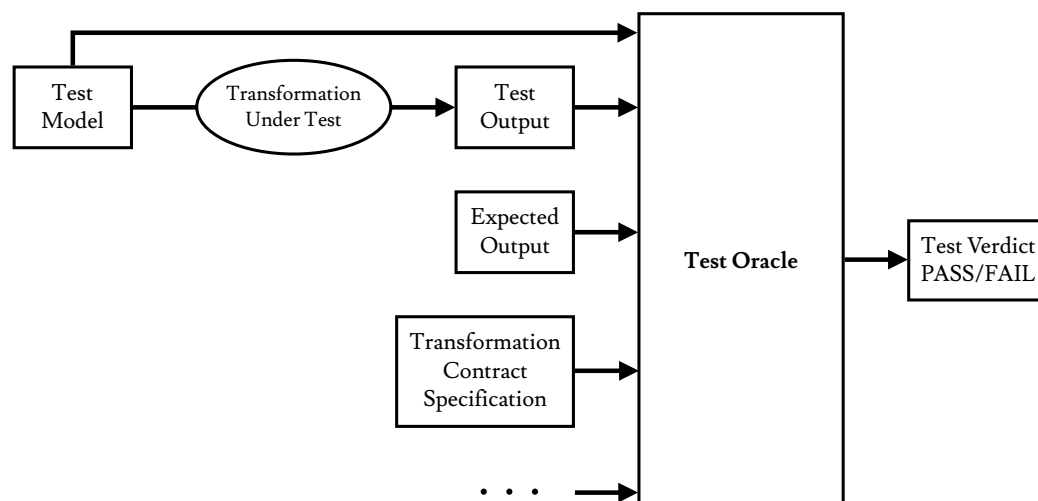 Test
Model
Transformation
Under Test
Test
Output
Expected
Output
Transformation
Contract
Specification
. . .
Test Oracle
Test Verdict
PASS/FAIL